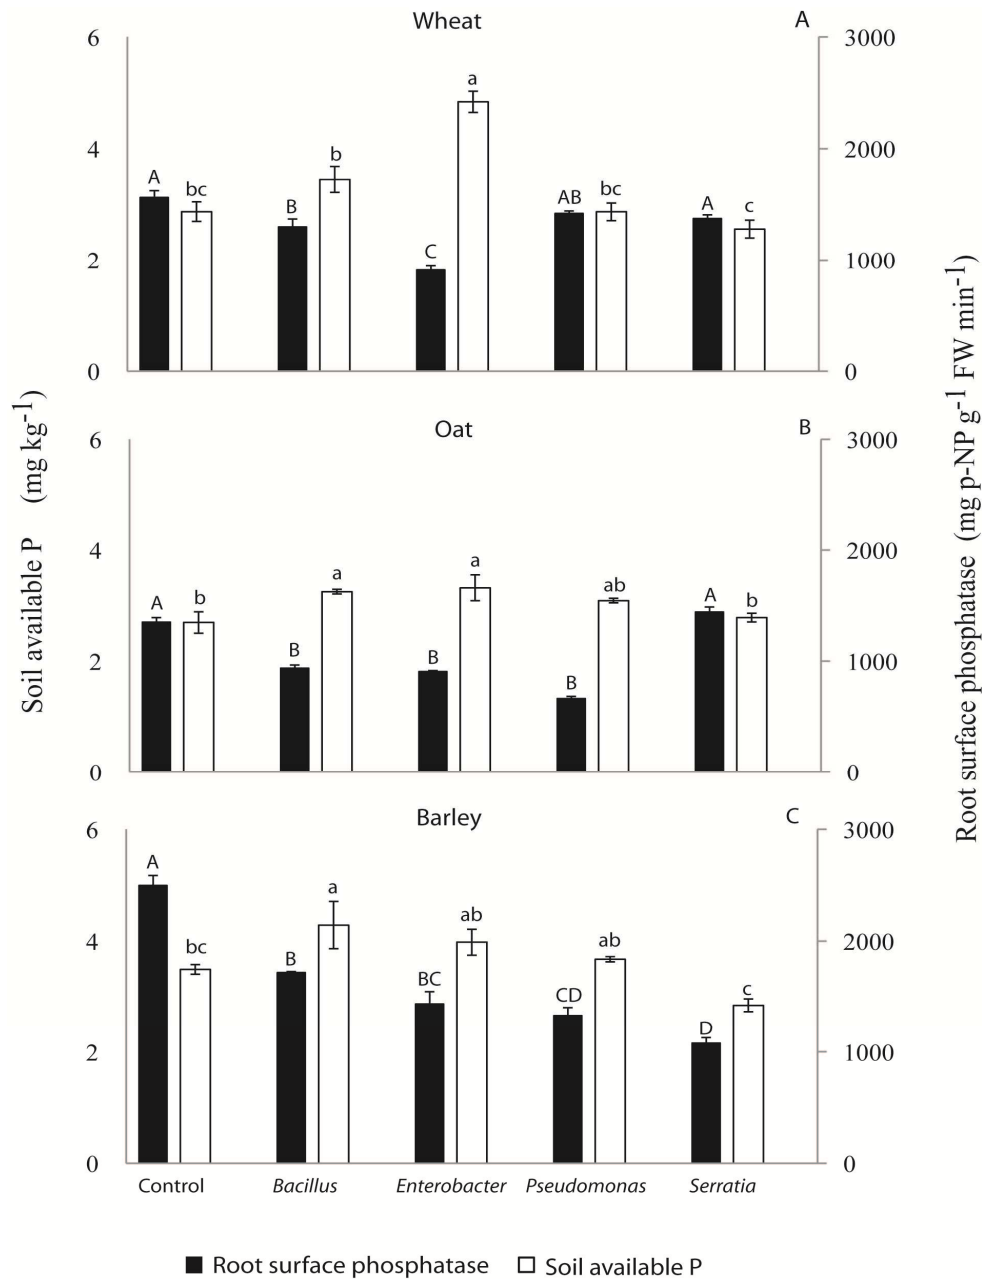 Wheat A
6 3000
a
4 2000
b
A bc B AB bc A c
C
2 1000
0 0
Soil available P (mg kg-1)
Root surface phosphatase (mg p-NP g-1 FW min-1)
Oat B
6 3000
4 2000
a a ab
A b A b
B B B
2 1000
0 0
Barley C
6 3000
A
a
bc ab ab
4 2000
B BC CD c
D
2 1000
0 0
Control Bacillus Enterobacter Pseudomonas Serratia
Root surface phosphatase Soil available P